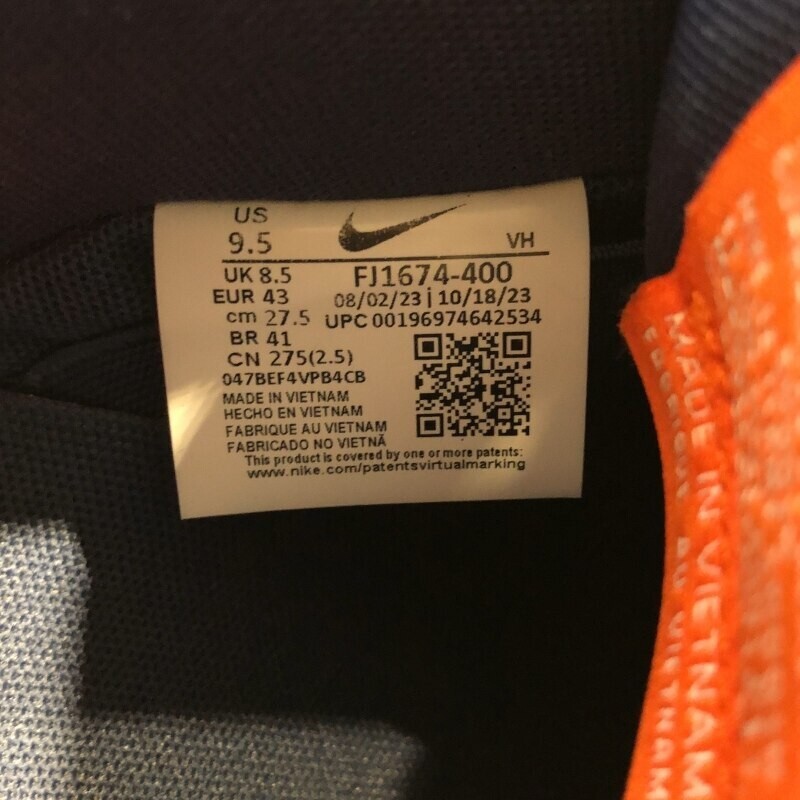 US
9.5
VH
UK 8.5
FJ1674-400
EUR 43
08/02/23 | 10/18/23
cm 27.5
UPC 00196974642534
BR 41
CN 275(2.5)
047BEF4VPB4CB
MADE IN VIETNAM
HECHO EN VIETNAM
FABRIQUE AU VIETNAM
FABRICADO NO VIETNÃ
This product is covered by one or more patents:
www.nike.com/patentsvirtualmarking
MADE IN VIETNAM
FABRIQUÉ AU VIETNAM